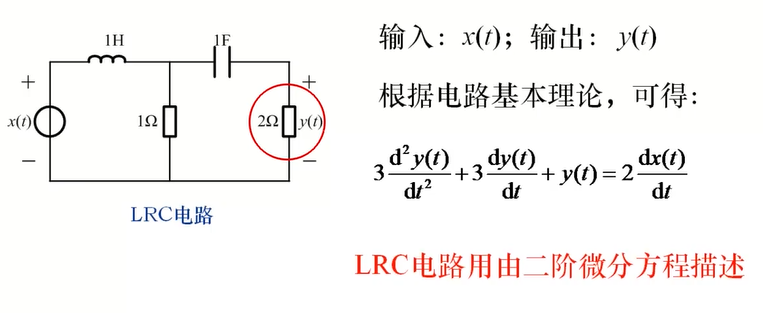 1H
1F
+
+
x(t)
1Ω
2Ω
y(t)
−
−
LRC电路
输入：x(t)；输出：y(t)
根据电路基本理论，可得：
3 d²y(t)/dt² + 3 dy(t)/dt + y(t) = 2 dx(t)/dt
LRC电路用由二阶微分方程描述